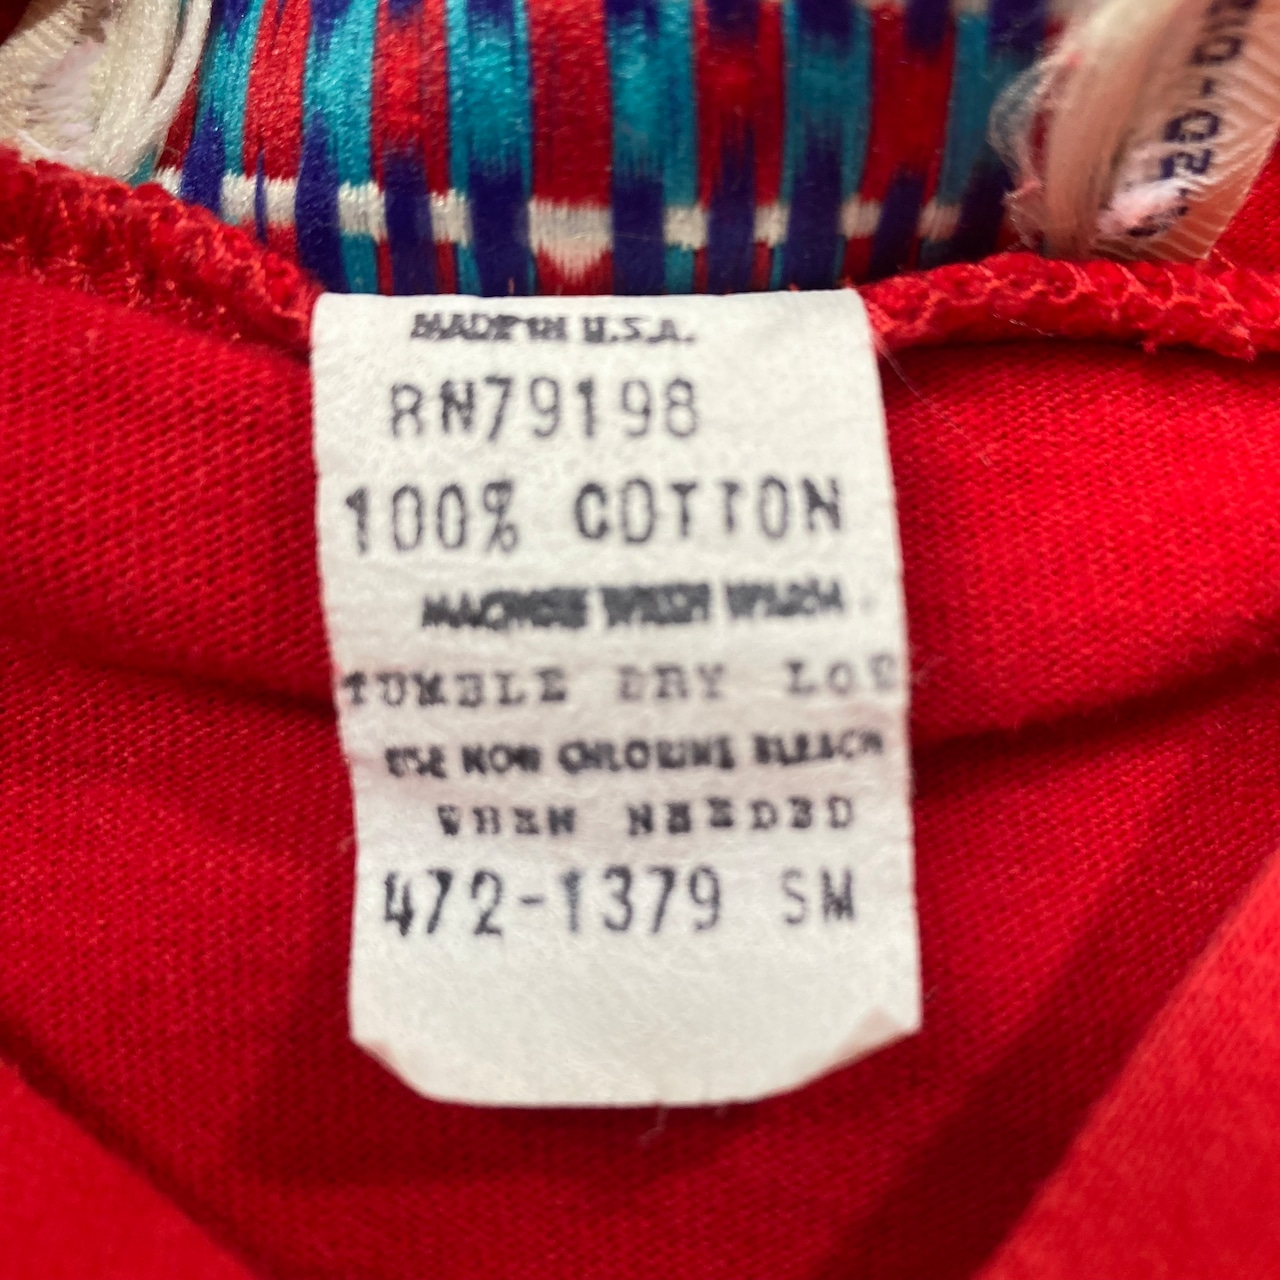 MADE IN U.S.A.
RN79198
100% COTTON
MACHINE WASH WARM
TUMBLE DRY LOW
USE NON CHLORINE BLEACH
WHEN NEEDED
472-1379 SM